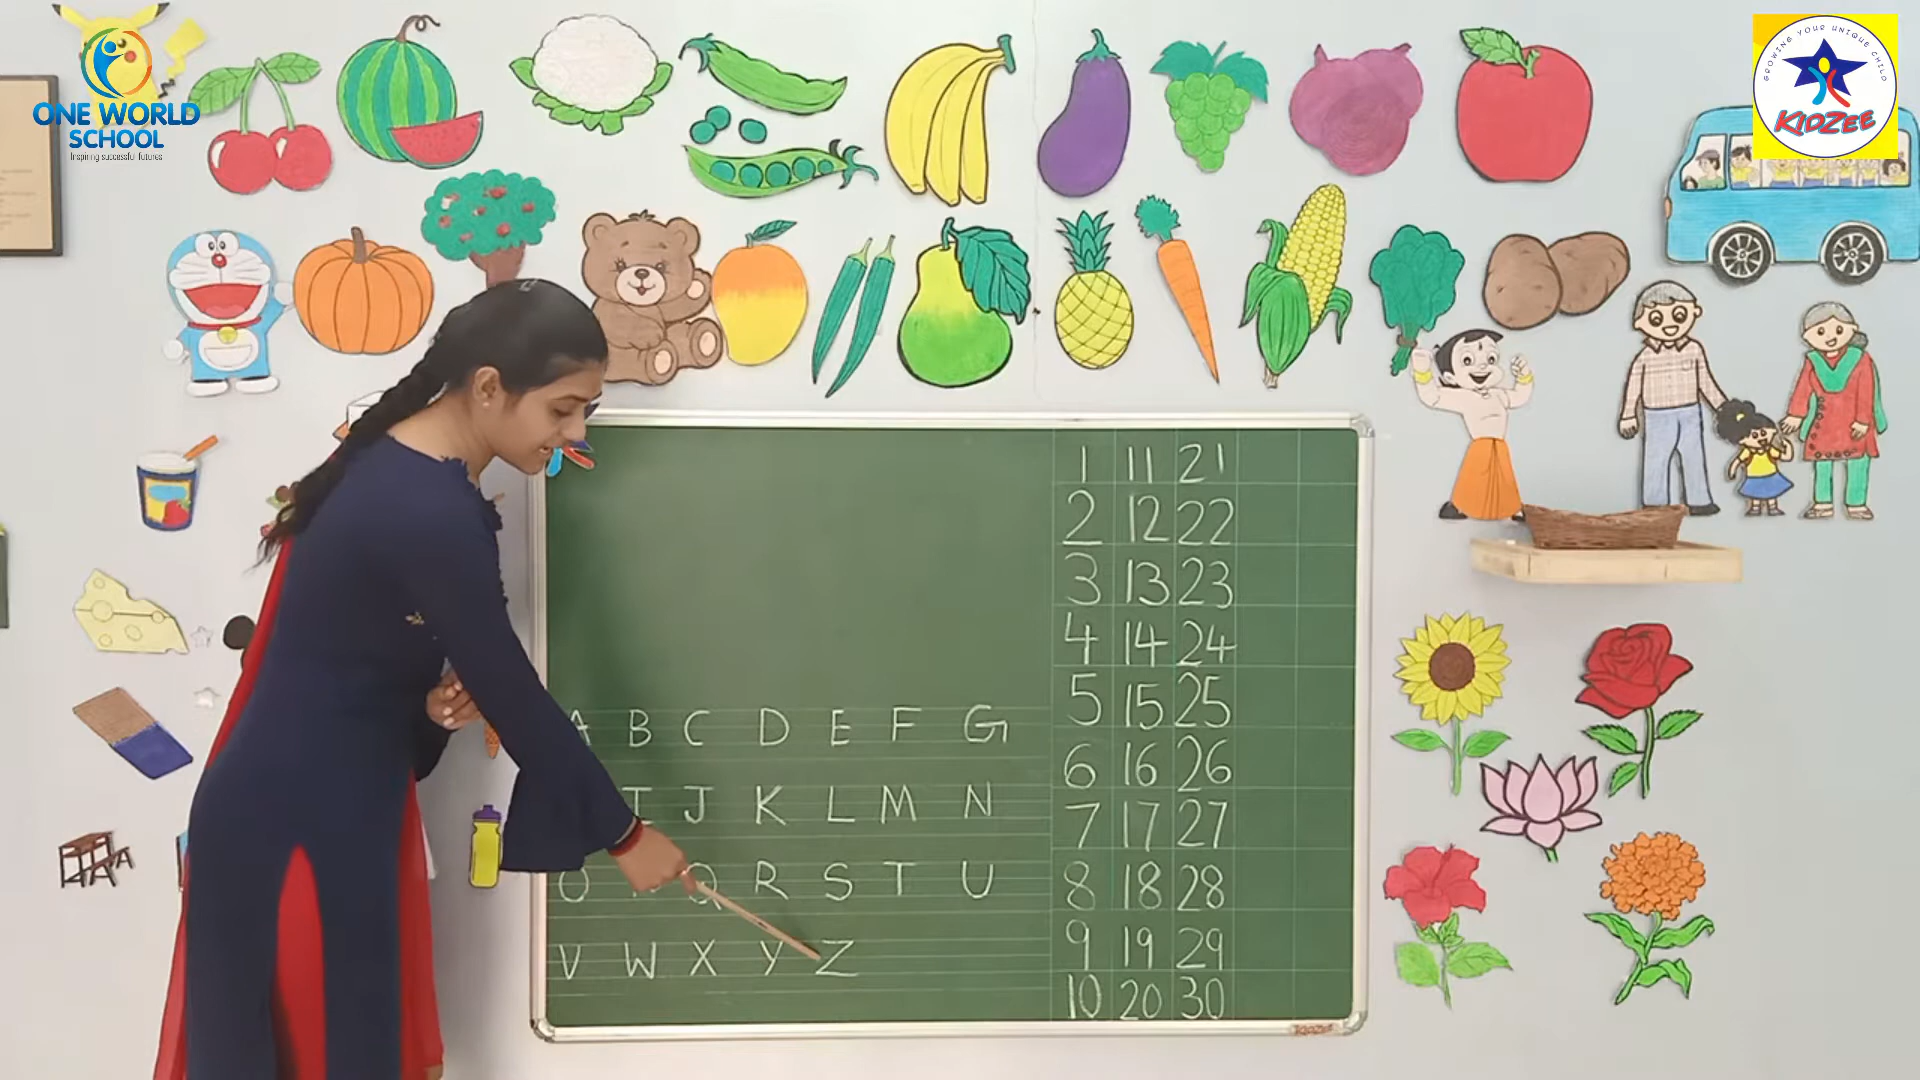 ONE WORLD
SCHOOL
Inspiring successful futures
GROWING YOUR UNIQUE CHILD
KIDZEE
1 11 21
2 12 22
3 13 23
4 14 24
5 15 25
6 16 26
7 17 27
8 18 28
9 19 29
10 20 30
A B C D E F G
I J K L M N
O Q R S T U
V W X Y Z
KIDZEE